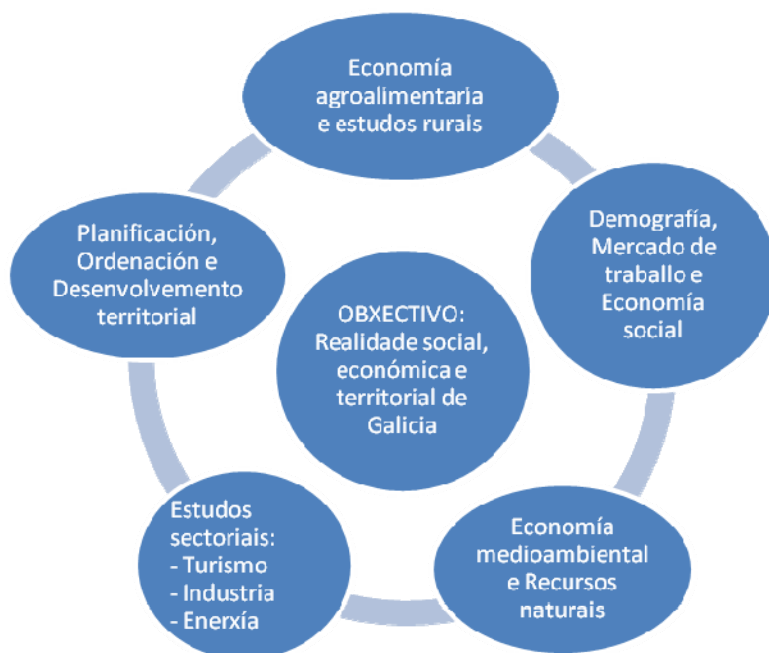 Economía
agroalimentaria
e estudos rurais
Demografía,
Mercado de
traballo e
Economía
social
Economía
medioambiental
e Recursos
naturais
Estudos
sectoriais:
- Turismo
- Industria
- Enerxía
Planificación,
Ordenación e
Desenvolvemento
territorial
OBXECTIVO:
Realidade social,
económica e
territorial de
Galicia